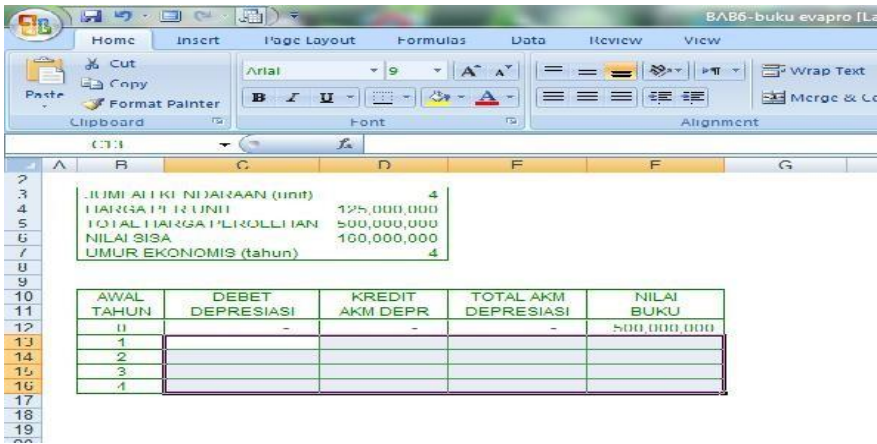 BAB6-buku evapro [La
Home Insert Page Layout Formulas Data Review View
Cut
Copy
Paste
Format Painter
Arial 9
Wrap Text
Merge & Ce
Clipboard Font Alignment
C13 fx
A B C D E F G
2
3 JUMLAH KENDARAAN (unit) 4
4 HARGA PER UNIT 125,000,000
5 TOTAL HARGA PEROLEHAN 500,000,000
6 NILAI SISA 160,000,000
7 UMUR EKONOMIS (tahun) 4
8
9
10 AWAL DEBET KREDIT TOTAL AKM NILAI
11 TAHUN DEPRESIASI AKM DEPR DEPRESIASI BUKU
12 0 - - - 500,000,000
13 1
14 2
15 3
16 4
17
18
19
20